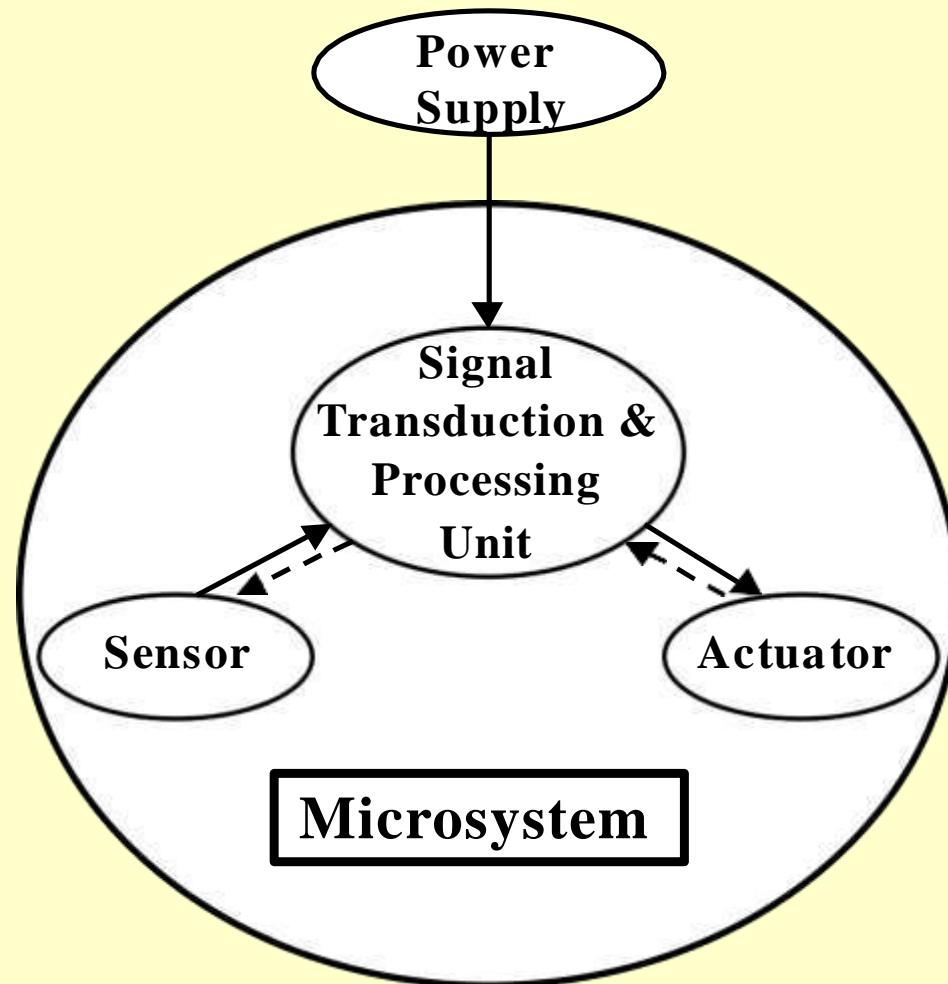 Power
Supply
Signal
Transduction &
Processing
Unit
Sensor
Actuator
Microsystem